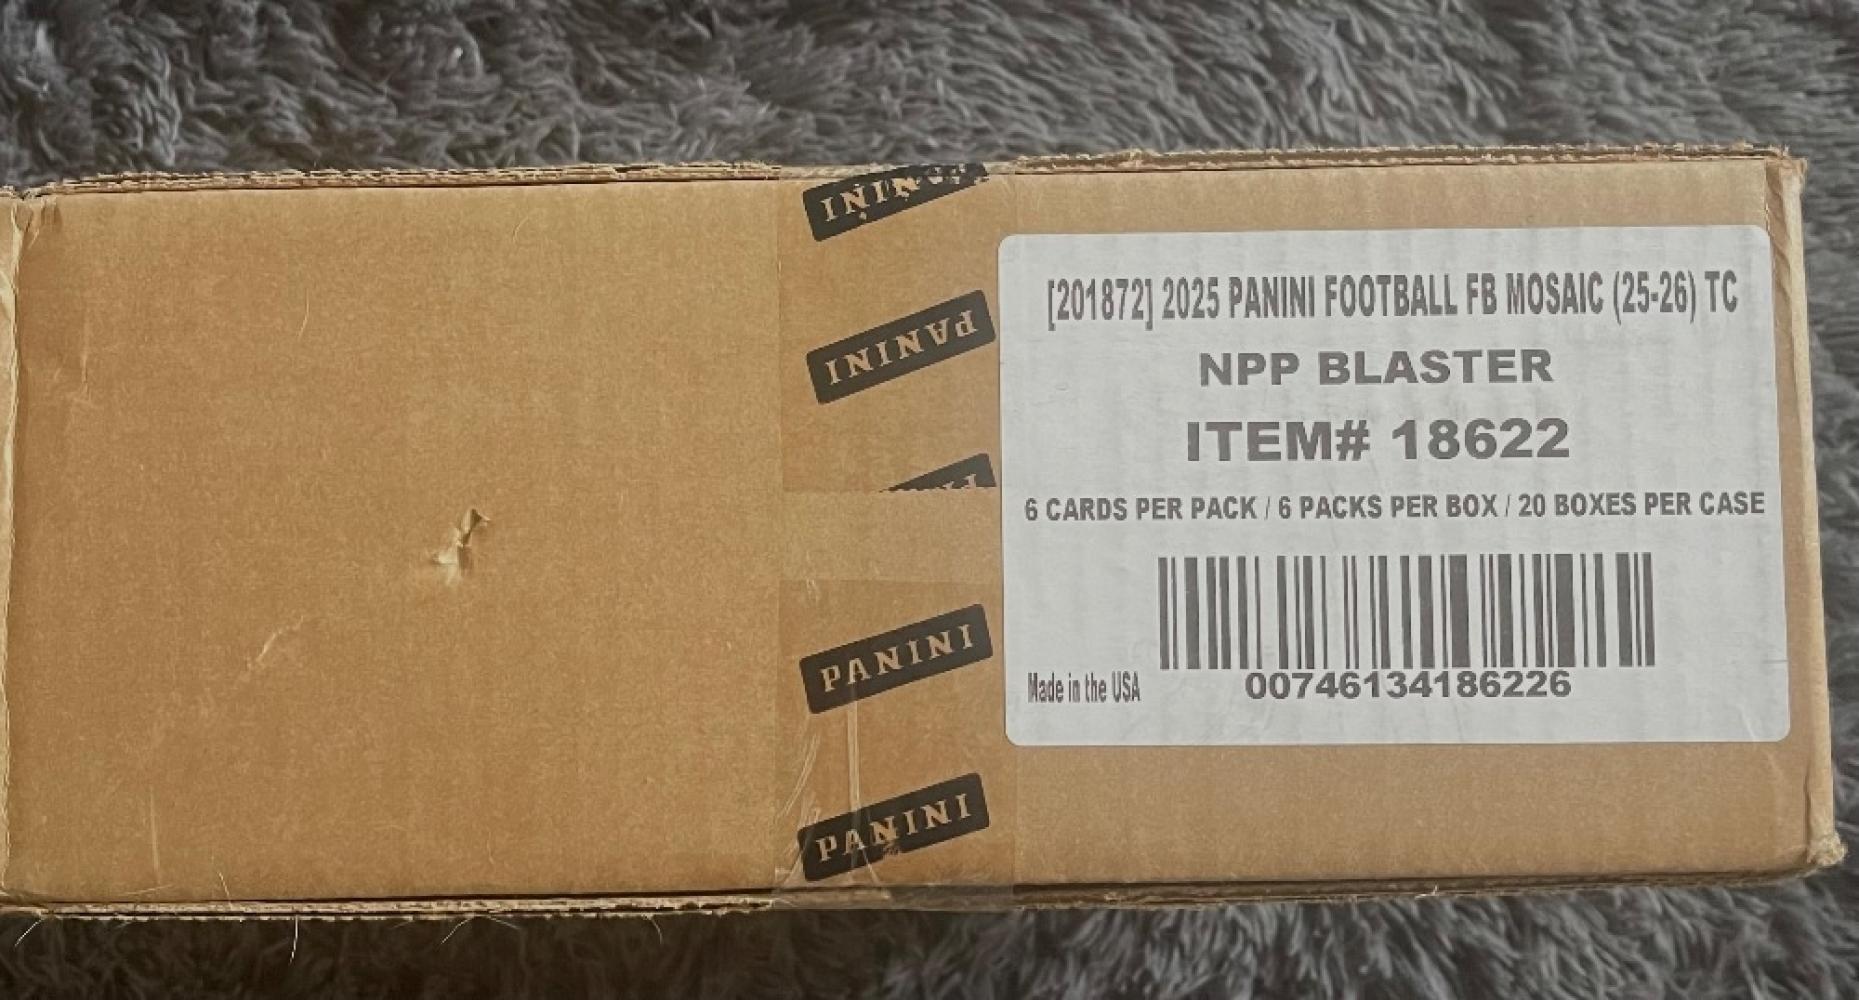 PANINI
PANINI
[201872] 2025 PANINI FOOTBALL FB MOSAIC (25-26) TC
NPP BLASTER
ITEM# 18622
6 CARDS PER PACK / 6 PACKS PER BOX / 20 BOXES PER CASE
Made in the USA
00746134186226
PANINI
PANINI